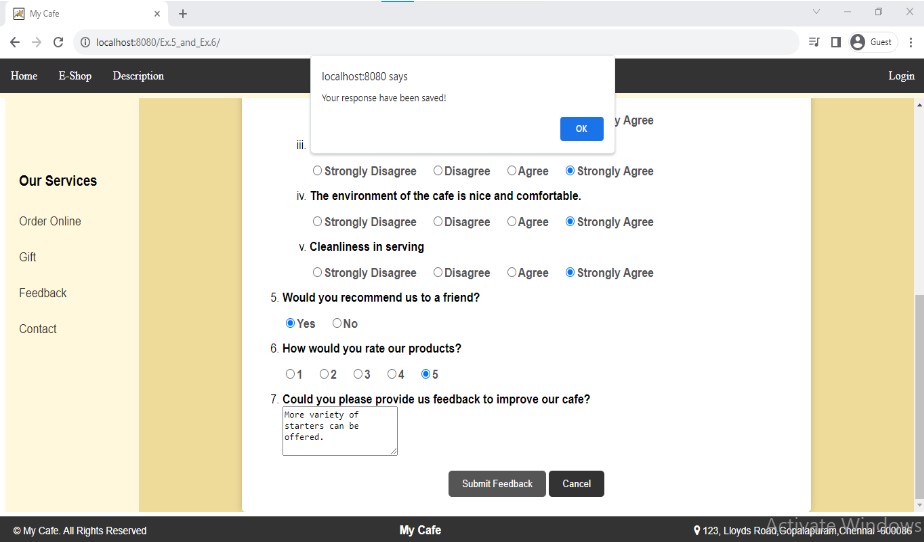 My Cafe
localhost:8080/Ex.5_and_Ex.6/
Guest
Home E-Shop Description Login
localhost:8080 says
Your response have been saved!
OK
y Agree
iii.
Strongly Disagree Disagree Agree Strongly Agree
Our Services
iv. The environment of the cafe is nice and comfortable.
Order Online
Strongly Disagree Disagree Agree Strongly Agree
v. Cleanliness in serving
Gift
Strongly Disagree Disagree Agree Strongly Agree
Feedback
5. Would you recommend us to a friend?
Contact
Yes No
6. How would you rate our products?
1 2 3 4 5
7. Could you please provide us feedback to improve our cafe?
More variety of
starters can be
offered.
Submit Feedback Cancel
Activate Windows
© My Cafe. All Rights Reserved My Cafe 123, Lloyds Road,Gopalapuram,Chennai -600086